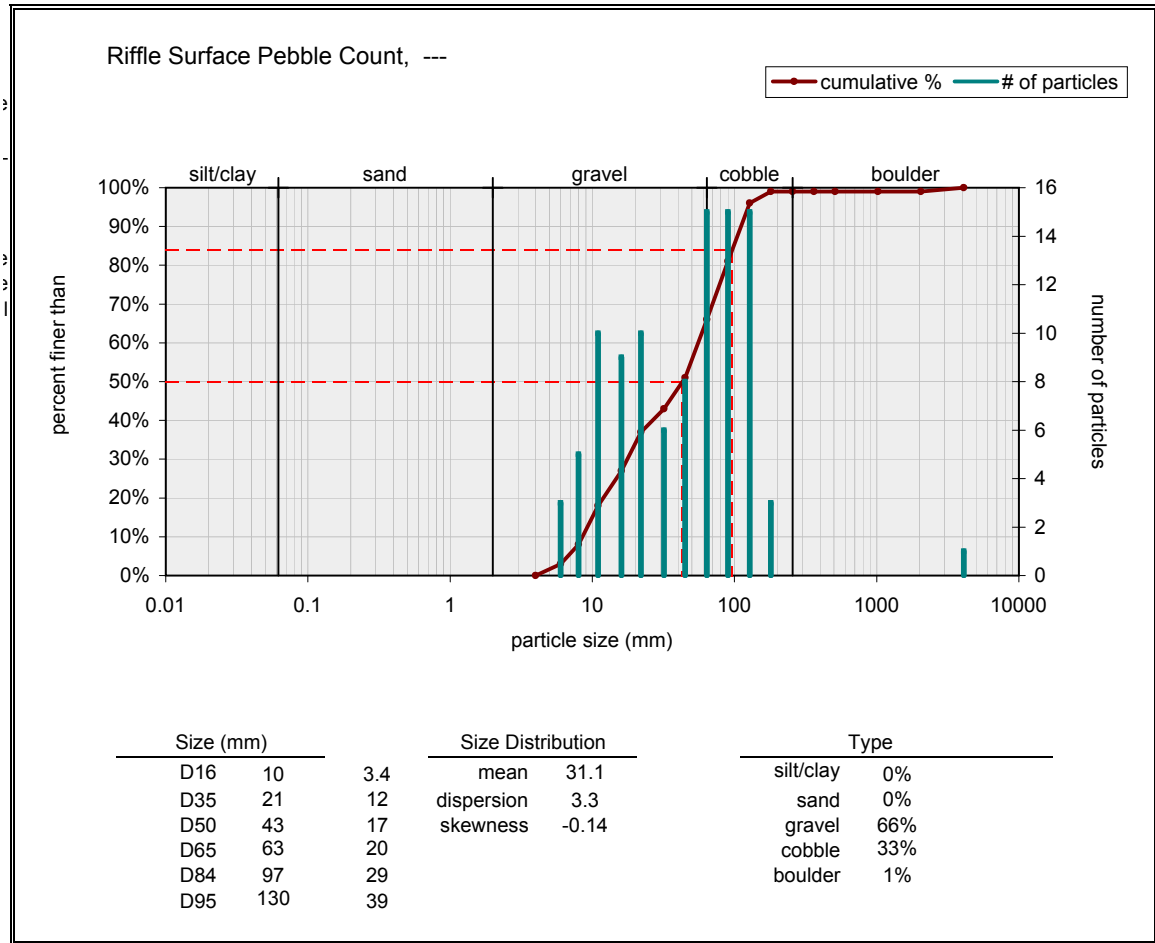 Riffle Surface Pebble Count, ---
cumulative % # of particles
silt/clay sand gravel cobble boulder
100%
90%
80%
70%
60%
50%
40%
30%
20%
10%
0%
percent finer than
16
14
12
10
8
6
4
2
0
number of particles
0.01 0.1 1 10 100 1000 10000
particle size (mm)
Size (mm)
D16 10 3.4
D35 21 12
D50 43 17
D65 63 20
D84 97 29
D95 130 39
Size Distribution
mean 31.1
dispersion 3.3
skewness -0.14
Type
silt/clay 0%
sand 0%
gravel 66%
cobble 33%
boulder 1%